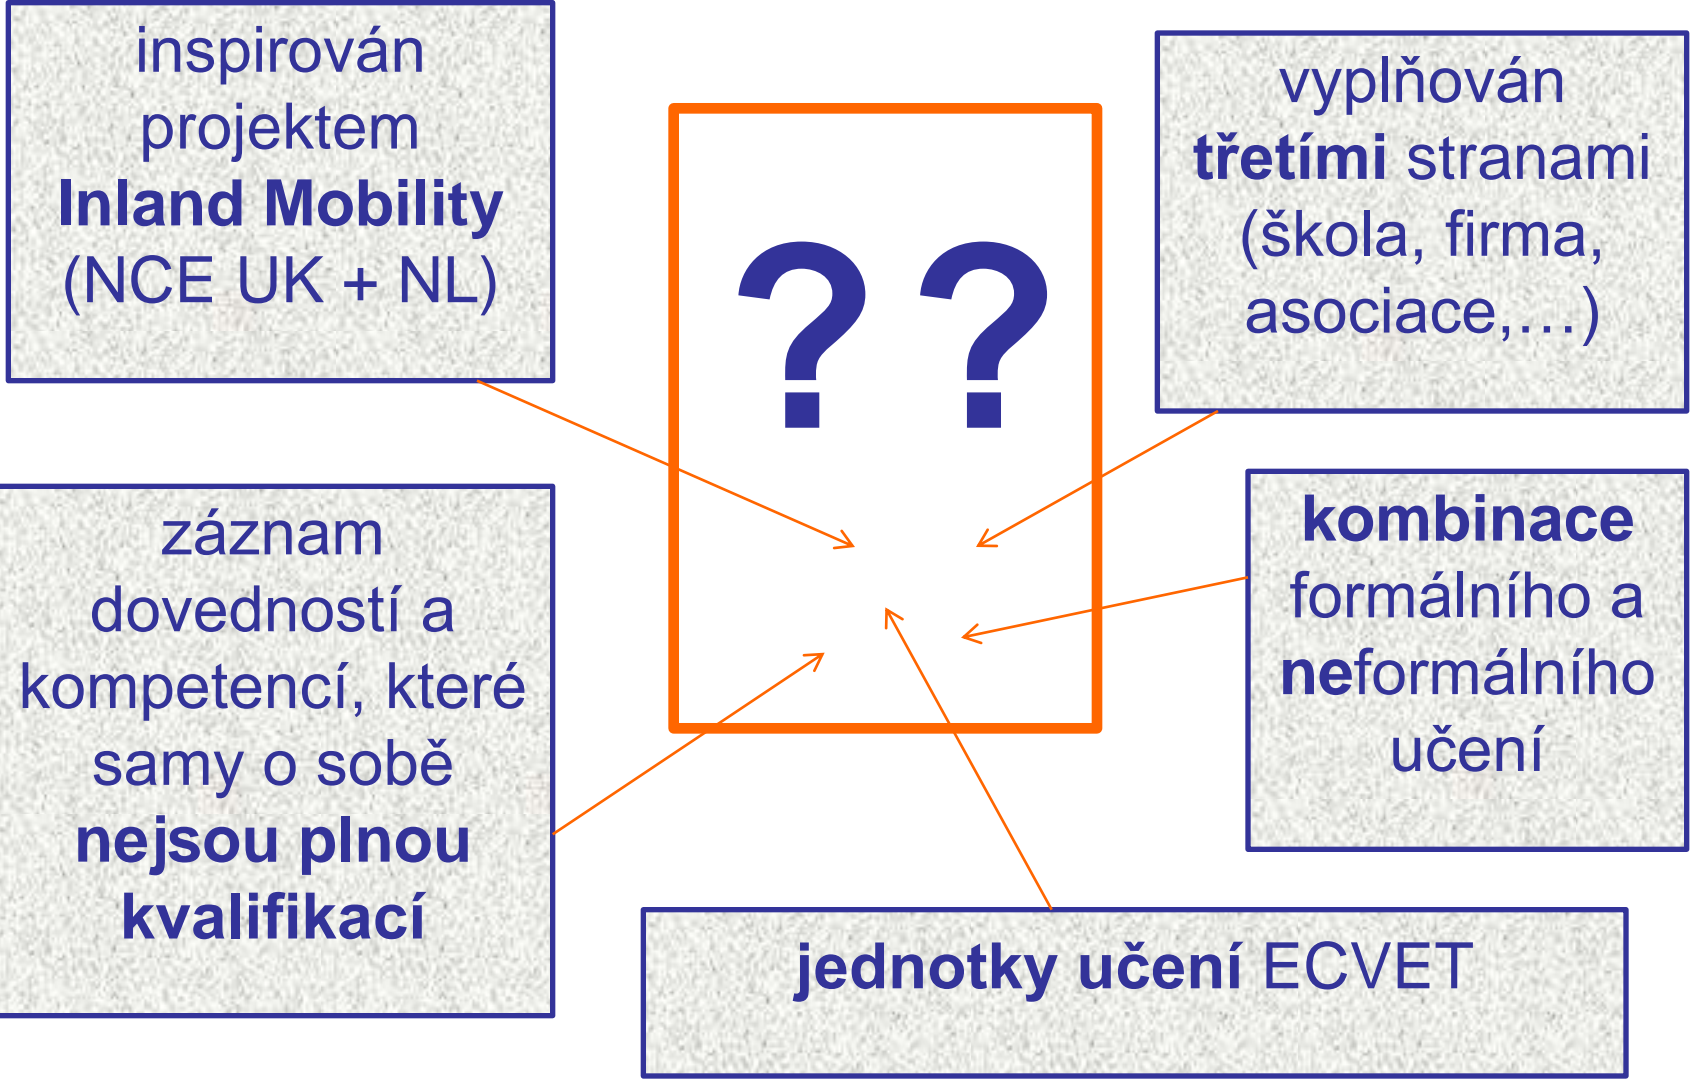 inspirován
projektem
Inland Mobility
(NCE UK + NL)
??
vyplňován
třetími stranami
(škola, firma,
asociace,…)
záznam
dovedností a
kompetencí, které
samy o sobě
nejsou plnou
kvalifikací
kombinace
formálního a
neformálního
učení
jednotky učení ECVET